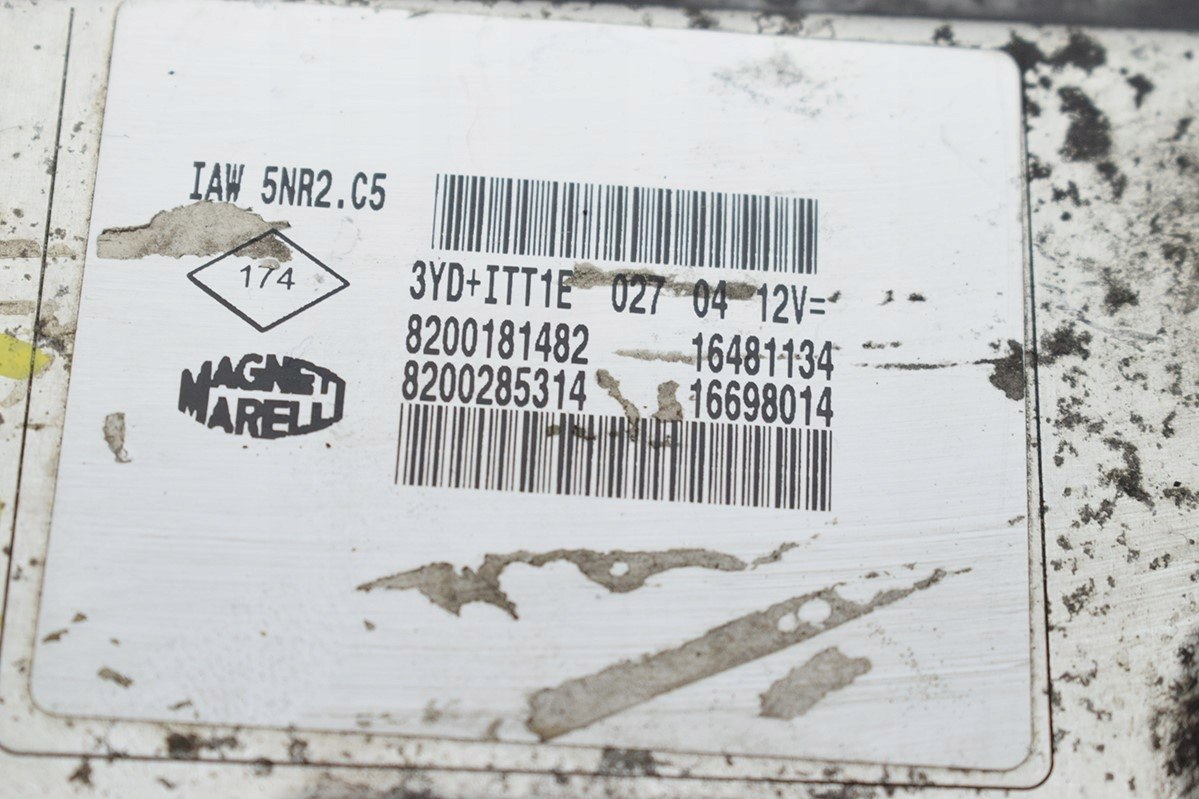 IAW 5NR2.C5
174
MAGNETI
MARELLI
3YD+ITT1E 027 04 12V=
8200181482 16481134
8200285314 16698014